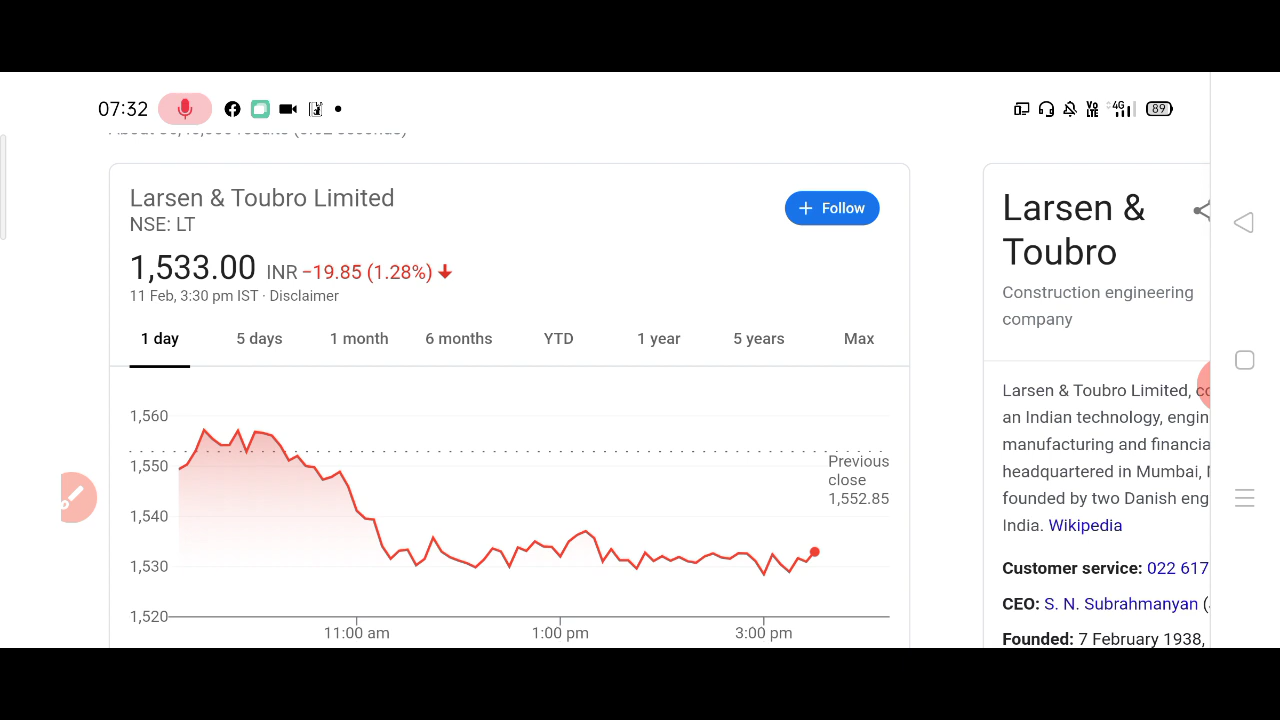 07:32
VO LTE 4G 89
Larsen & Toubro Limited
NSE: LT
+ Follow
1,533.00 INR −19.85 (1.28%)
11 Feb, 3:30 pm IST · Disclaimer
1 day 5 days 1 month 6 months YTD 1 year 5 years Max
1,560
1,550
1,540
1,530
1,520
Previous
close
1,552.85
11:00 am 1:00 pm 3:00 pm
Larsen &
Toubro
Construction engineering
company
Larsen & Toubro Limited,
an Indian technology,
manufacturing and
headquartered in Mumbai,
founded by two Danish
India. Wikipedia
Customer service: 022 617
CEO: S. N. Subrahmanyan (
Founded: 7 February 1938,